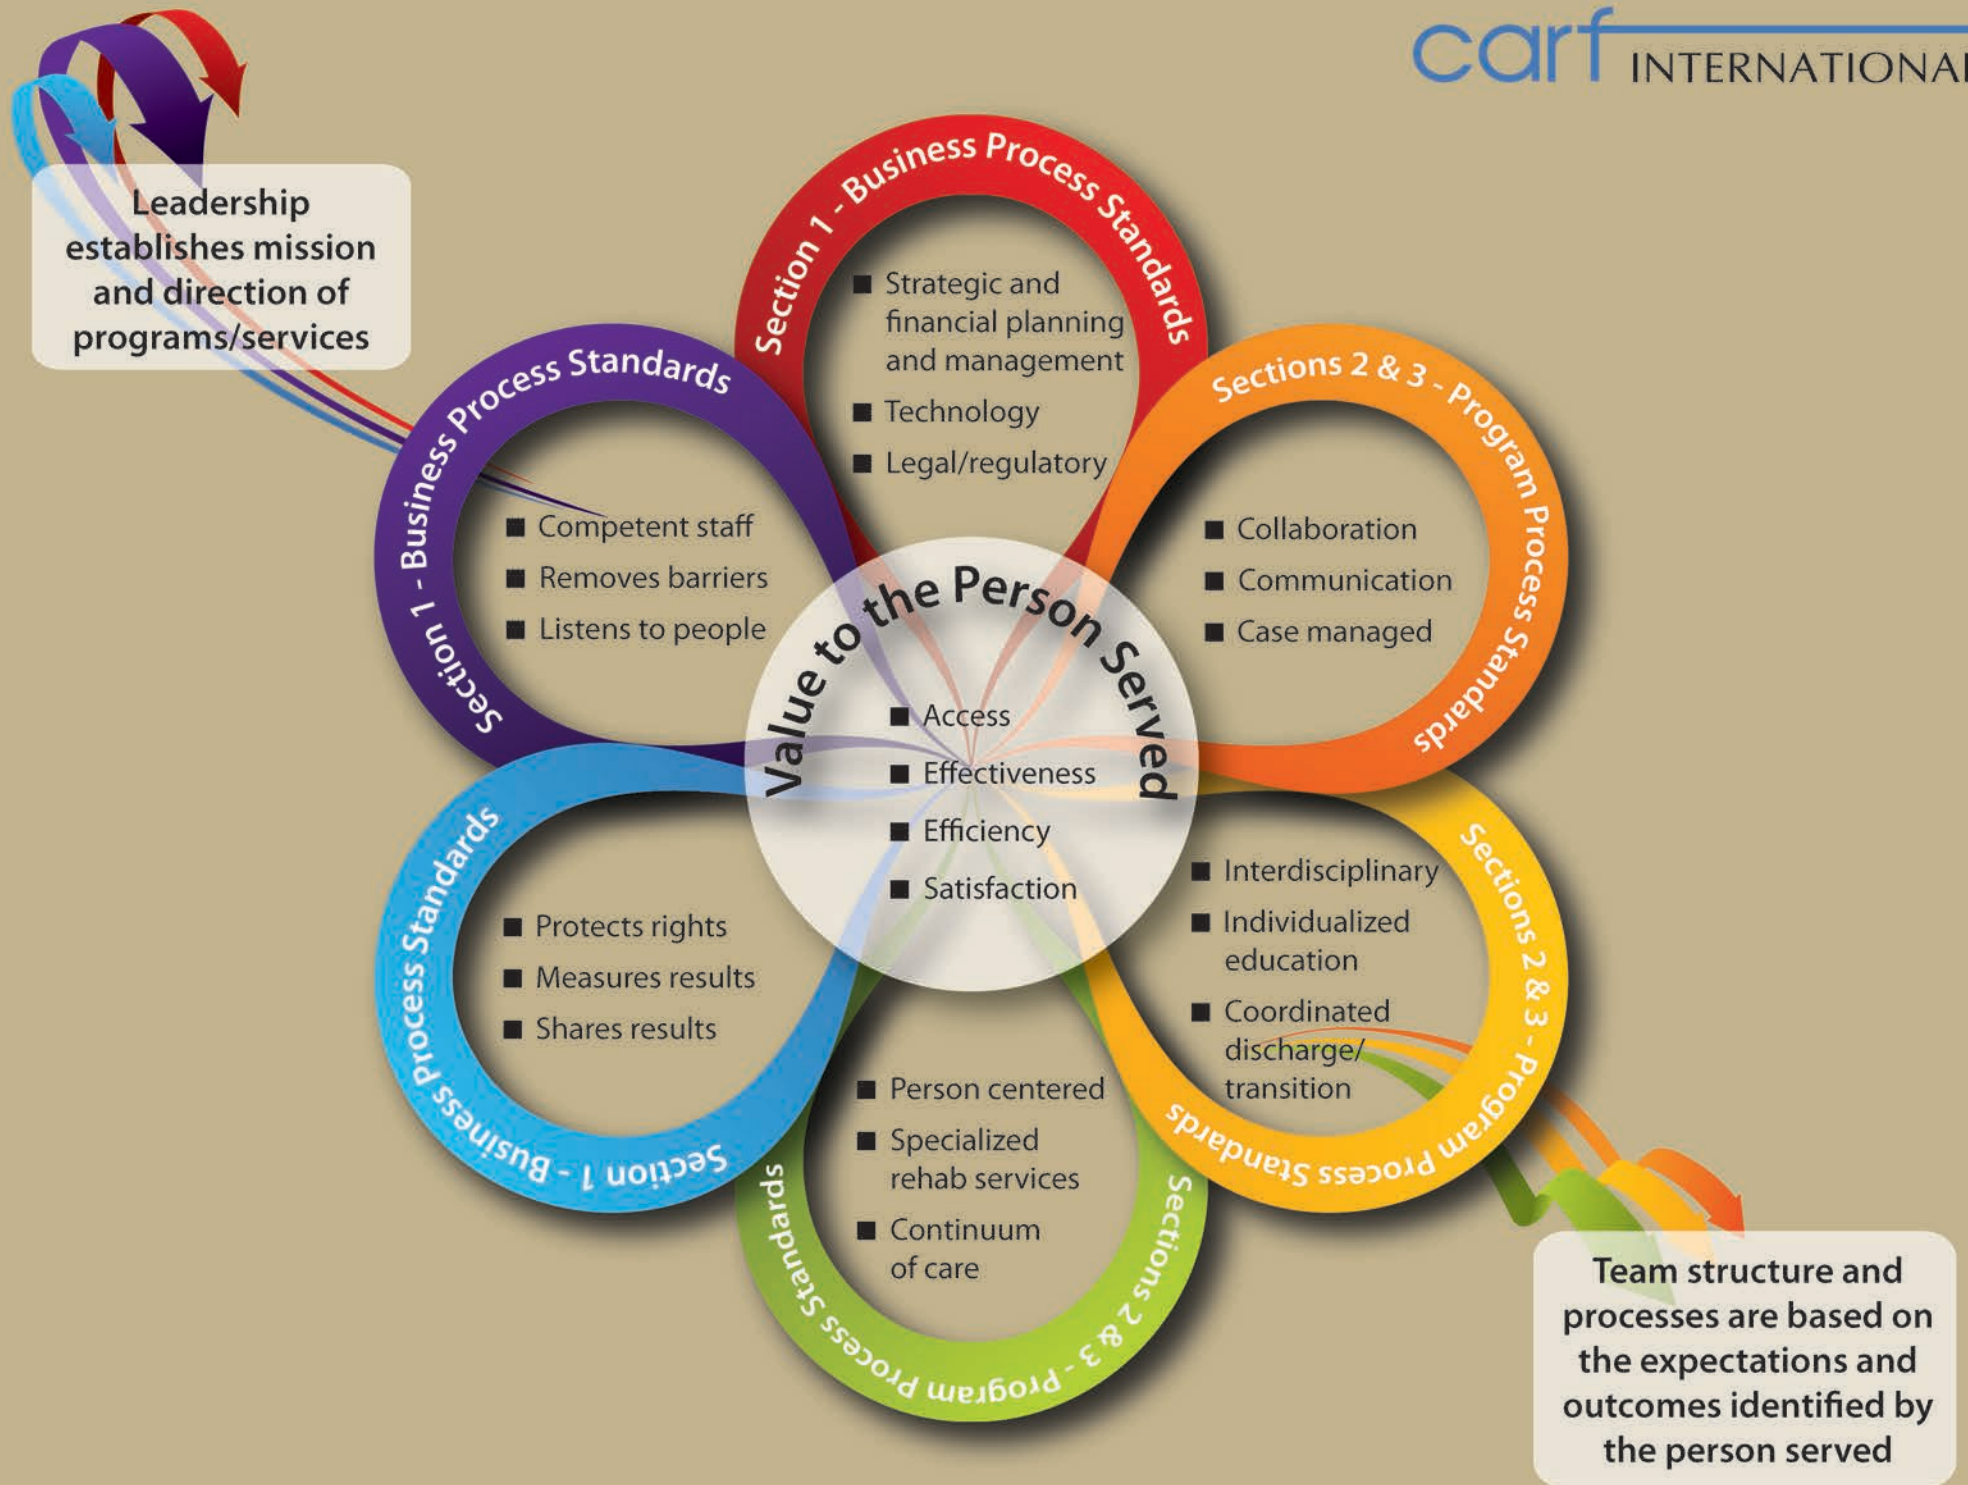 carf INTERNATIONAL
Leadership
establishes mission
and direction of
programs/services
Section 1 - Business Process Standards
■ Strategic and
financial planning
and management
■ Technology
■ Legal/regulatory
Section 1 - Business Process Standards
■ Competent staff
■ Removes barriers
■ Listens to people
Sections 2 & 3 - Program Process Standards
■ Collaboration
■ Communication
■ Case managed
Value to the Person Served
■ Access
■ Effectiveness
■ Efficiency
■ Satisfaction
Section 1 - Business Process Standards
■ Protects rights
■ Measures results
■ Shares results
Sections 2 & 3 - Program Process Standards
■ Interdisciplinary
■ Individualized
education
■ Coordinated
discharge/
transition
Sections 2 & 3 - Program Process Standards
■ Person centered
■ Specialized
rehab services
■ Continuum
of care
Team structure and
processes are based on
the expectations and
outcomes identified by
the person served